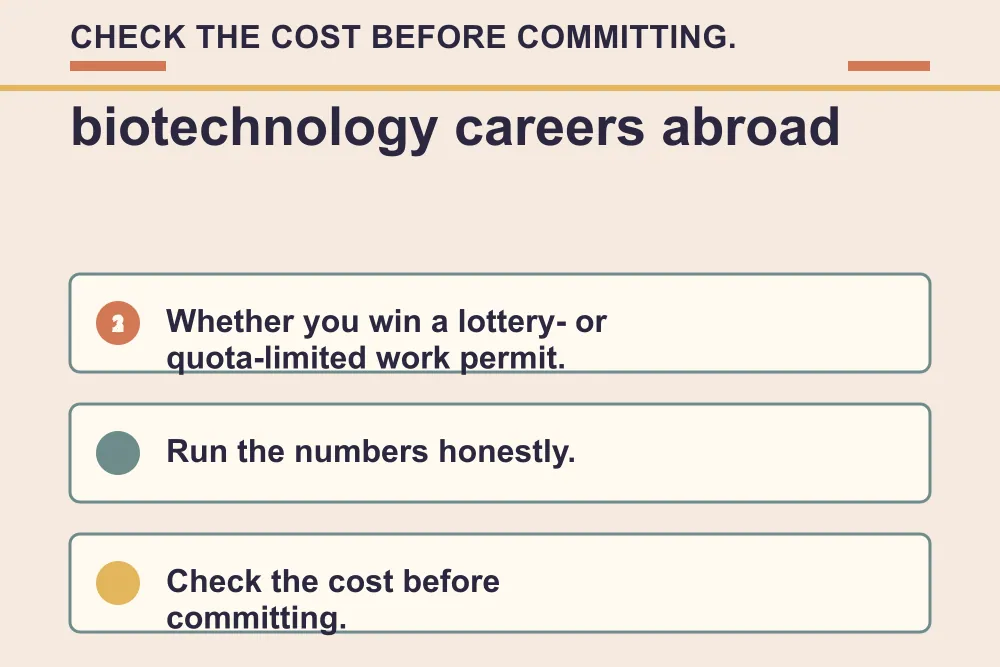 CHECK THE COST BEFORE COMMITTING.
biotechnology careers abroad
Whether you win a lottery- or
quota-limited work permit.
Run the numbers honestly.
Check the cost before
committing.